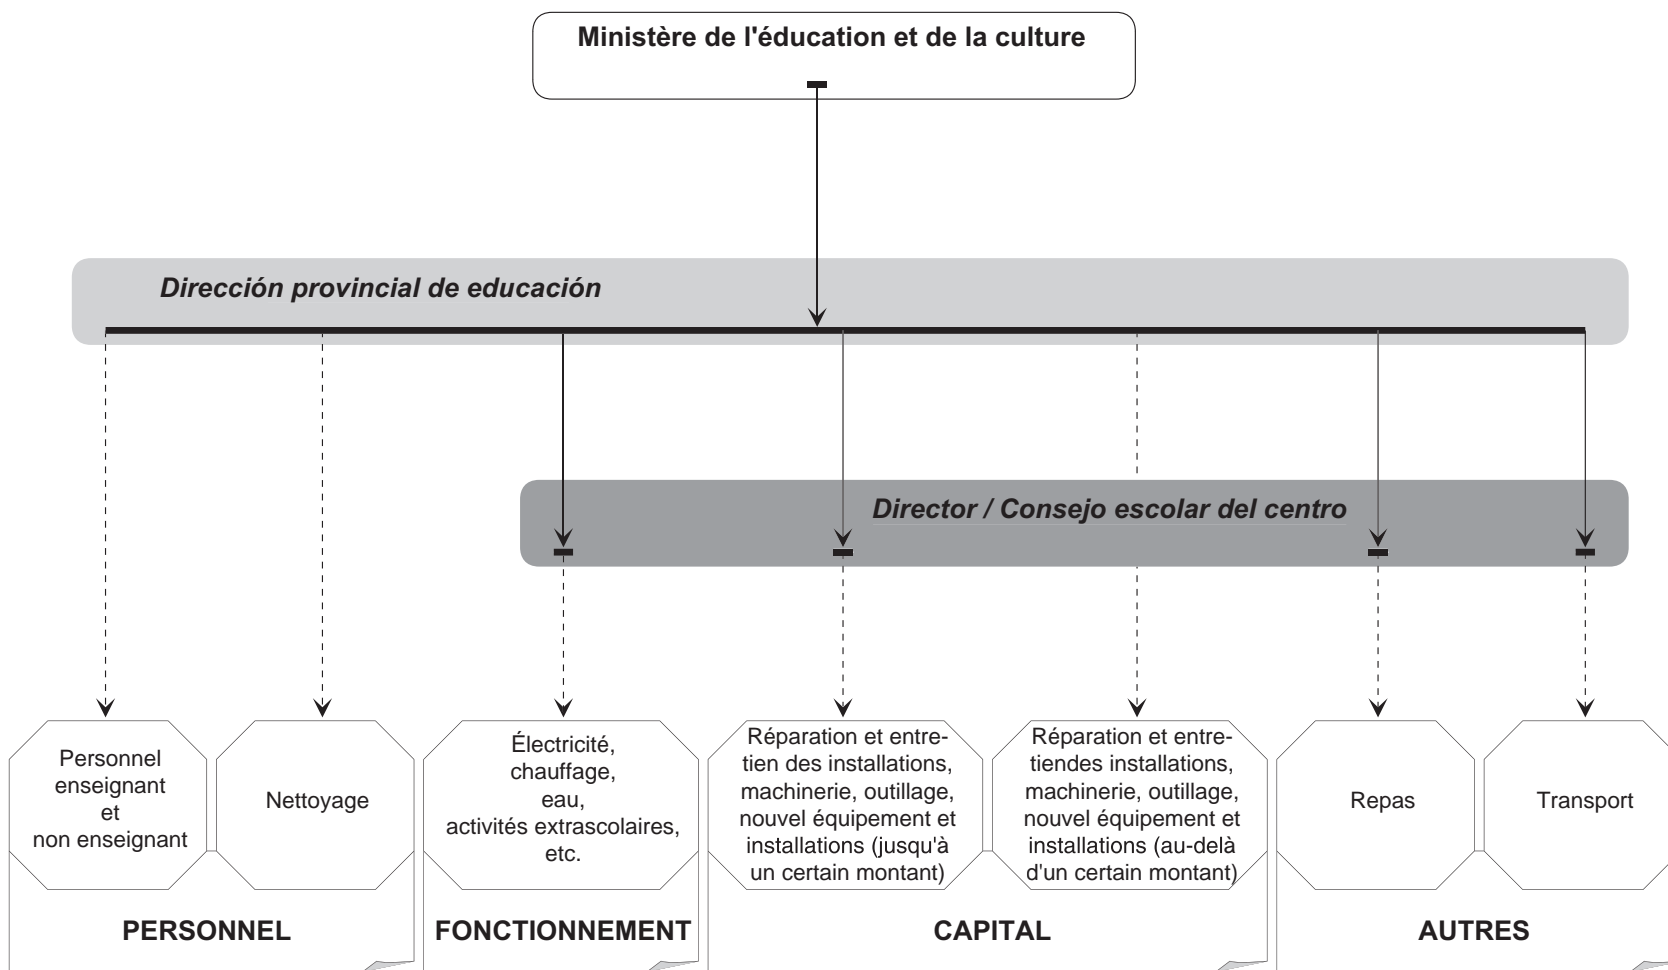 Ministère de l'éducation et de la culture
Dirección provincial de educación
Director / Consejo escolar del centro
Personnel
enseignant
et
non enseignant
Nettoyage
Électricité,
chauffage,
eau,
activités extrascolaires,
etc.
Réparation et entre-
tien des installations,
machinerie, outillage,
nouvel équipement et
installations (jusqu'à
un certain montant)
Réparation et entre-
tiendes installations,
machinerie, outillage,
nouvel équipement et
installations (au-delà
d'un certain montant)
Repas
Transport
PERSONNEL
FONCTIONNEMENT
CAPITAL
AUTRES